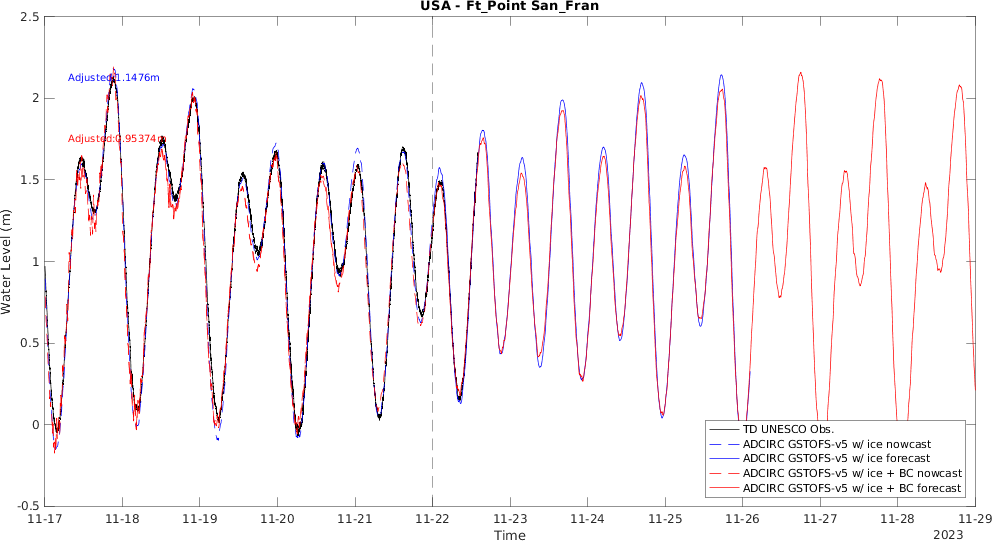 USA - Ft_Point San_Fran
2.5
2
1.5
1
0.5
0
-0.5
Water Level (m)
Adjusted:1.1476m
Adjusted:0.95374m
TD UNESCO Obs.
ADCIRC GSTOFS-v5 w/ ice nowcast
ADCIRC GSTOFS-v5 w/ ice forecast
ADCIRC GSTOFS-v5 w/ ice + BC nowcast
ADCIRC GSTOFS-v5 w/ ice + BC forecast
11-17 11-18 11-19 11-20 11-21 11-22 11-23 11-24 11-25 11-26 11-27 11-28 11-29
Time
2023